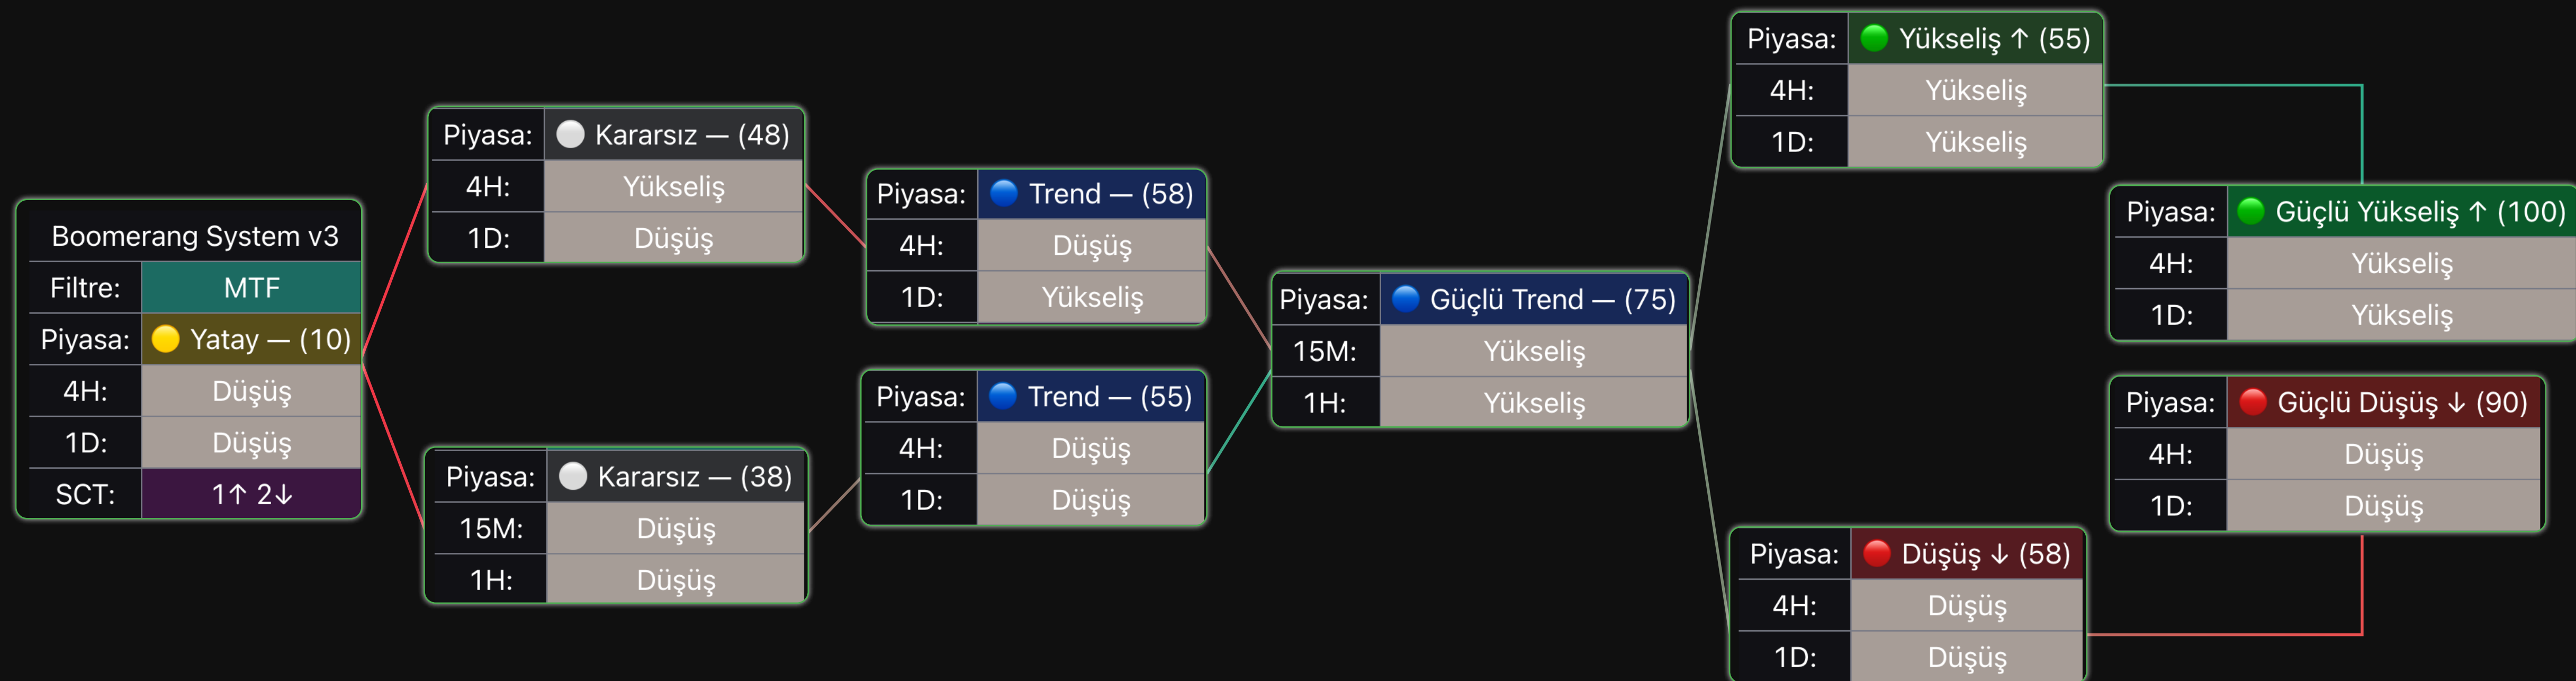 Boomerang System v3
Filtre: MTF
Piyasa: 🟡 Yatay — (10)
4H: Düşüş
1D: Düşüş
SCT: 1↑ 2↓
Piyasa: ⚪ Kararsız — (48)
4H: Yükseliş
1D: Düşüş
Piyasa: ⚪ Kararsız — (38)
15M: Düşüş
1H: Düşüş
Piyasa: 🔵 Trend — (58)
4H: Düşüş
1D: Yükseliş
Piyasa: 🔵 Trend — (55)
4H: Düşüş
1D: Düşüş
Piyasa: 🔵 Güçlü Trend — (75)
15M: Yükseliş
1H: Yükseliş
Piyasa: 🟢 Yükseliş ↑ (55)
4H: Yükseliş
1D: Yükseliş
Piyasa: 🟢 Güçlü Yükseliş ↑ (100)
4H: Yükseliş
1D: Yükseliş
Piyasa: 🔴 Güçlü Düşüş ↓ (90)
4H: Düşüş
1D: Düşüş
Piyasa: 🔴 Düşüş ↓ (58)
4H: Düşüş
1D: Düşüş